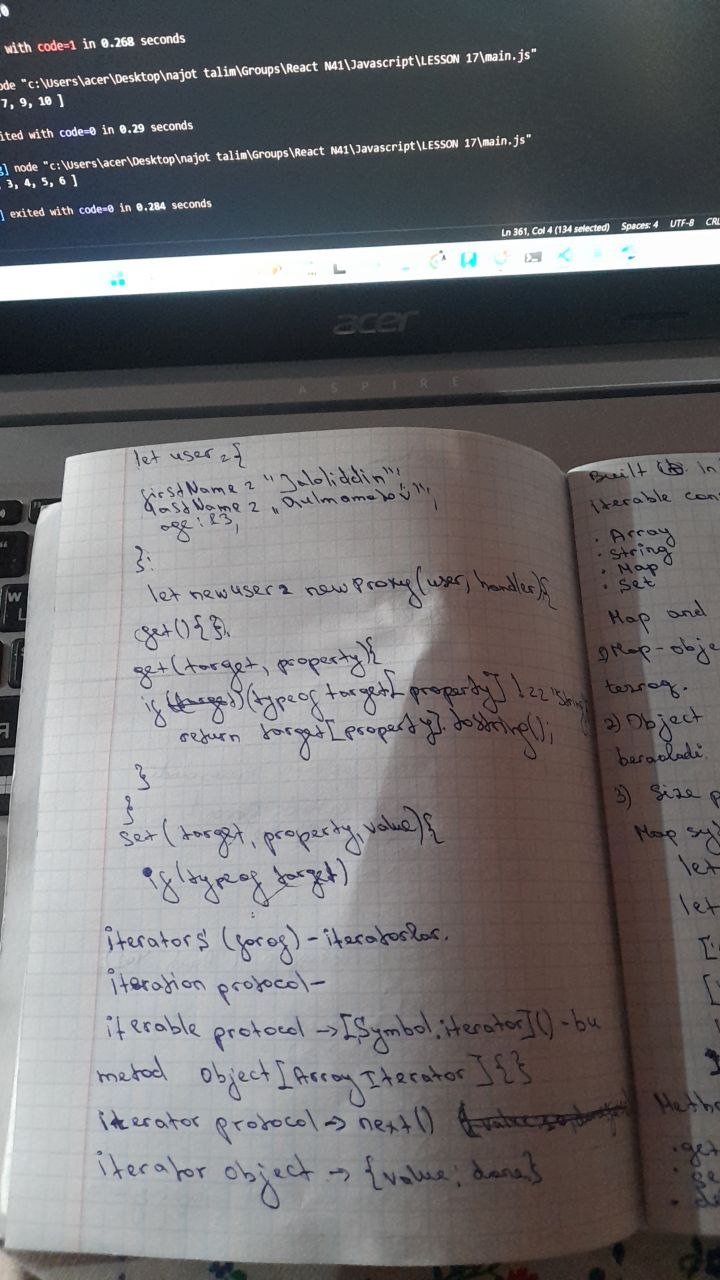 with code=1 in 0.268 seconds
ode "c:\Users\acer\Desktop\najot talim\Groups\React N41\Javascript\LESSON 17\main.js"
7, 9, 10 ]
ited with code=0 in 0.29 seconds
g] node "c:\Users\acer\Desktop\najot talim\Groups\React N41\Javascript\LESSON 17\main.js"
3, 4, 5, 6 ]
] exited with code=0 in 0.284 seconds
Ln 361, Col 4 (134 selected) Spaces: 4 UTF-8 CRL
acer
ASPIRE
let user = {
firstName = "Jaloliddin",
lastName =
age: 23,
};
let newuser = new Proxy(user, handler){
get(){},
get(target, property){
if (typeof target[property] !== 'String
return target[property].toString();
}
}
set(target, property, value){
if(typeof target)
iterators - iteratorlar.
iteration protocol -
iterable protocol → [Symbol.iterator]() - bu
metod Object[Array Iterator]{}
iterator protocol → next()
iterator object → {value; done}
Built In
iterable con
• Array
• String
• Map
• Set
Map and
1) Map - obje
2) Object
beraoladi.
3) Size p
Map sy
let
let
[
[
Metho
• get